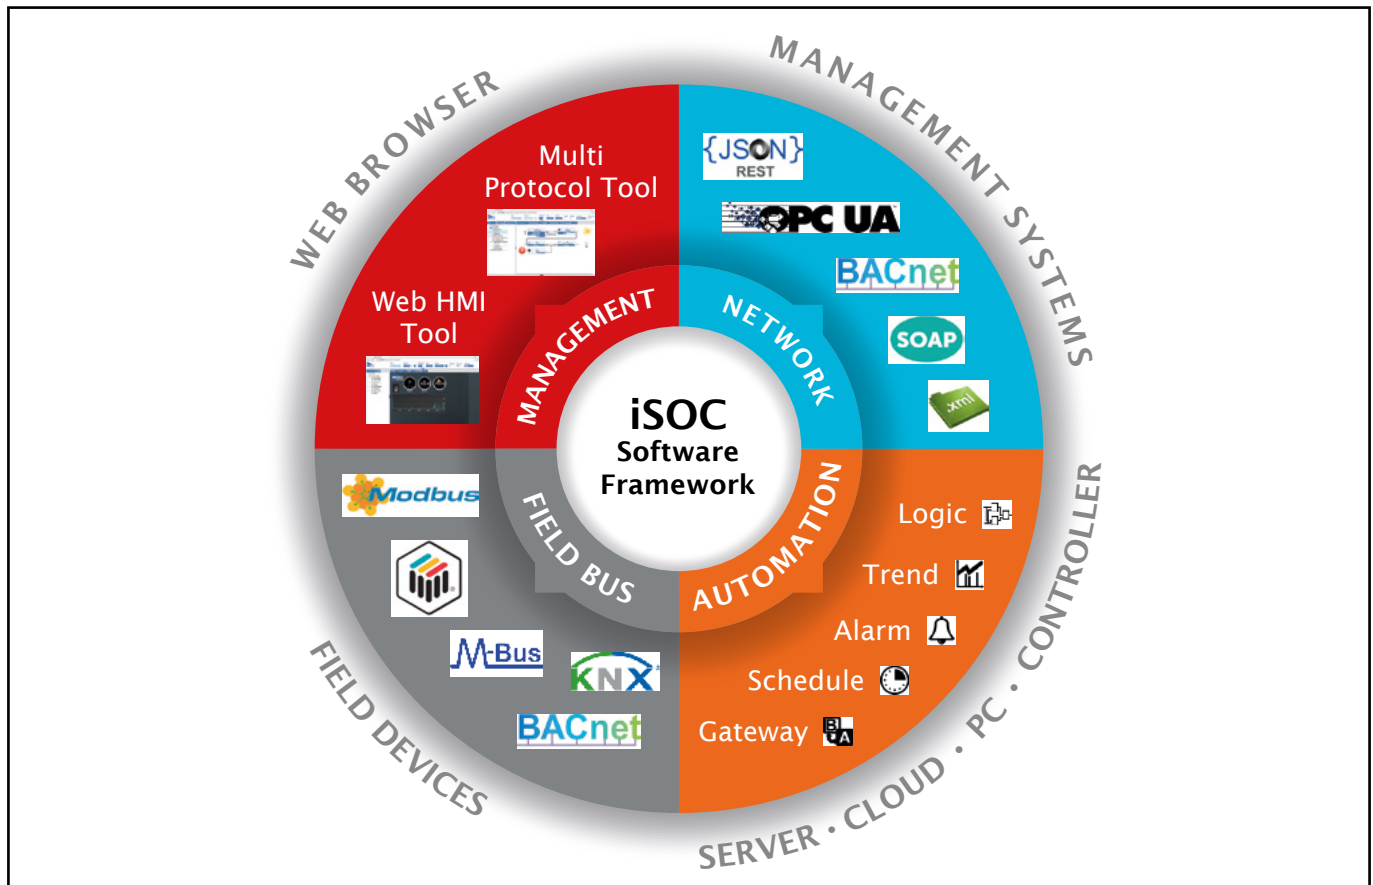 WEB BROWSER
MANAGEMENT SYSTEMS
Multi
Protocol Tool
Web HMI
Tool
{JSON}
REST
OPC UA
BACnet
SOAP
.xml
MANAGEMENT
NETWORK
iSOC
Software
Framework
FIELD BUS
AUTOMATION
Modbus
M-Bus
KNX
BACnet
Logic
Trend
Alarm
Schedule
Gateway
B
A
FIELD DEVICES
SERVER · CLOUD · PC · CONTROLLER